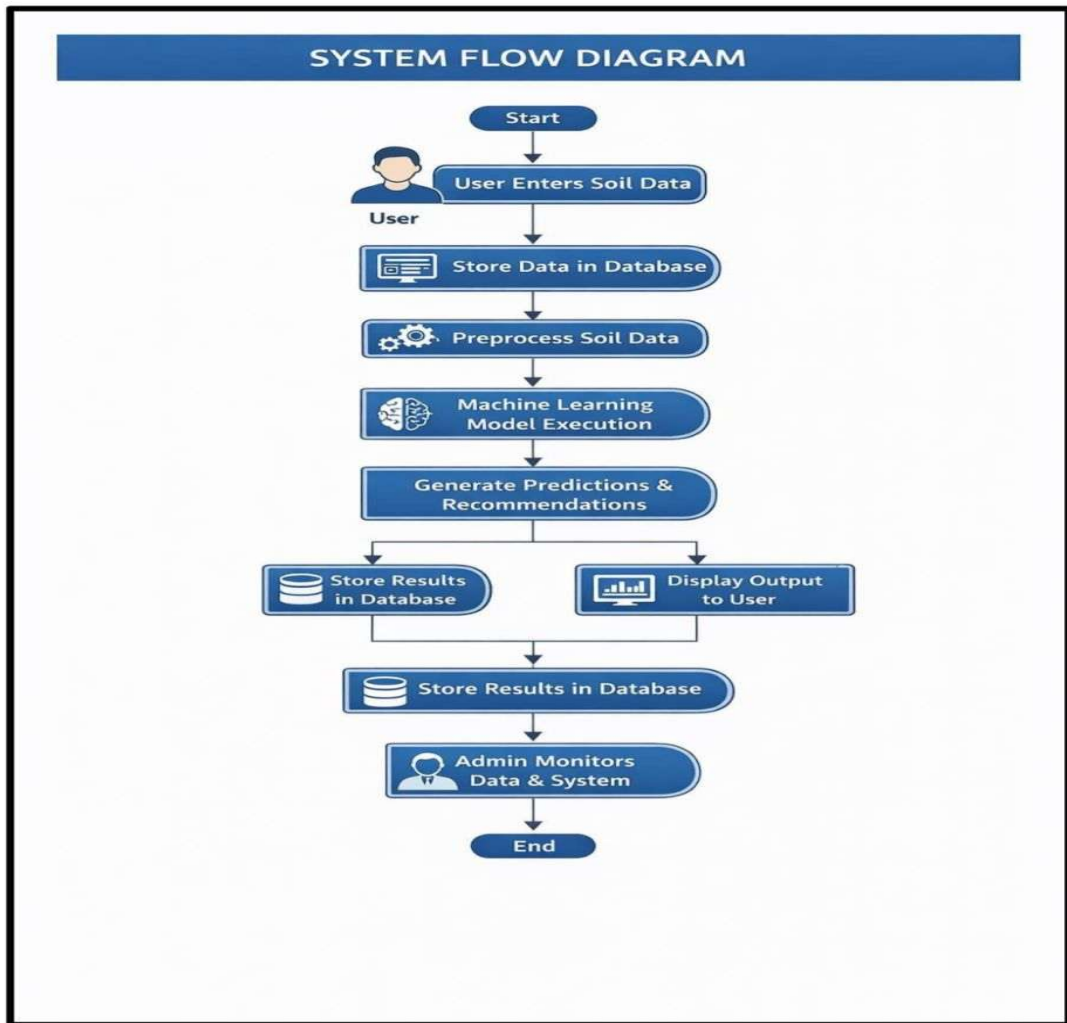 SYSTEM FLOW DIAGRAM
Start
User Enters Soil Data
User
Store Data in Database
Preprocess Soil Data
Machine Learning
Model Execution
Generate Predictions &
Recommendations
Store Results
in Database
Display Output
to User
Store Results in Database
Admin Monitors
Data & System
End